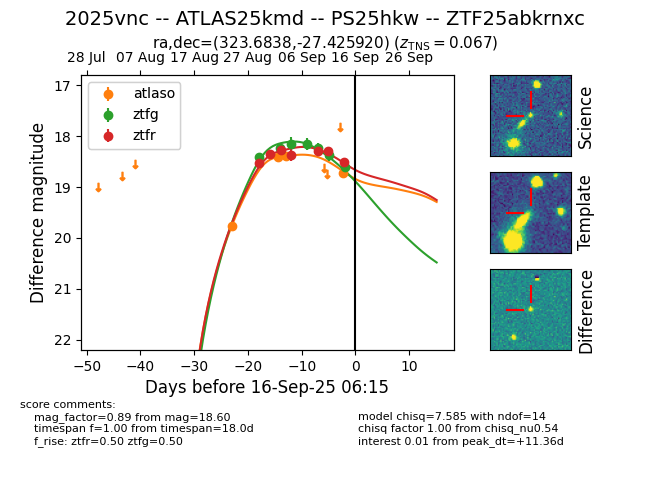 2025vnc -- ATLAS25kmd -- PS25hkw -- ZTF25abkrnxc
ra,dec=(323.6838,-27.425920) (z_TNS = 0.067)
28 Jul 07 Aug 17 Aug 27 Aug 06 Sep 16 Sep 26 Sep
atlaso
ztfg
ztfr
17
18
19
20
21
22
Difference magnitude
−50 −40 −30 −20 −10 0 10
Days before 16-Sep-25 06:15
Science
Template
Difference
score comments:
mag_factor=0.89 from mag=18.60
timespan f=1.00 from timespan=18.0d
f_rise: ztfr=0.50 ztfg=0.50
model chisq=7.585 with ndof=14
chisq factor 1.00 from chisq_nu0.54
interest 0.01 from peak_dt=+11.36d